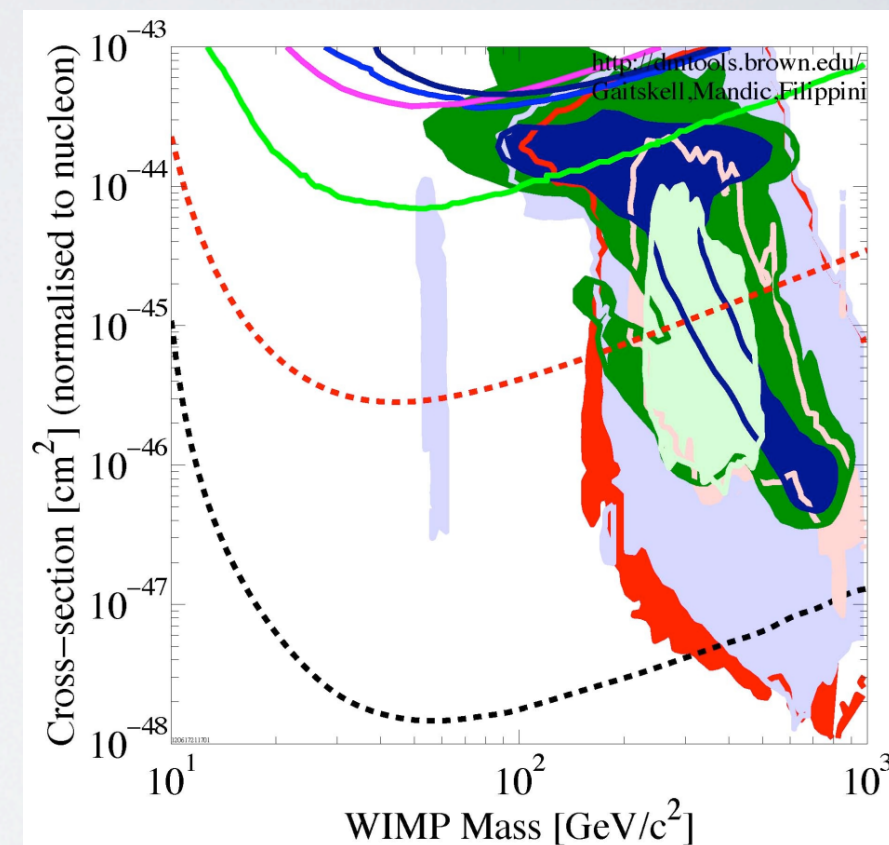 http://dmtools.brown.edu/
Gaitskell,Mandic,Filippini
Cross−section [cm²] (normalised to nucleon)
10⁻⁴³
10⁻⁴⁴
10⁻⁴⁵
10⁻⁴⁶
10⁻⁴⁷
10⁻⁴⁸
10¹ 10² 10³
WIMP Mass [GeV/c²]